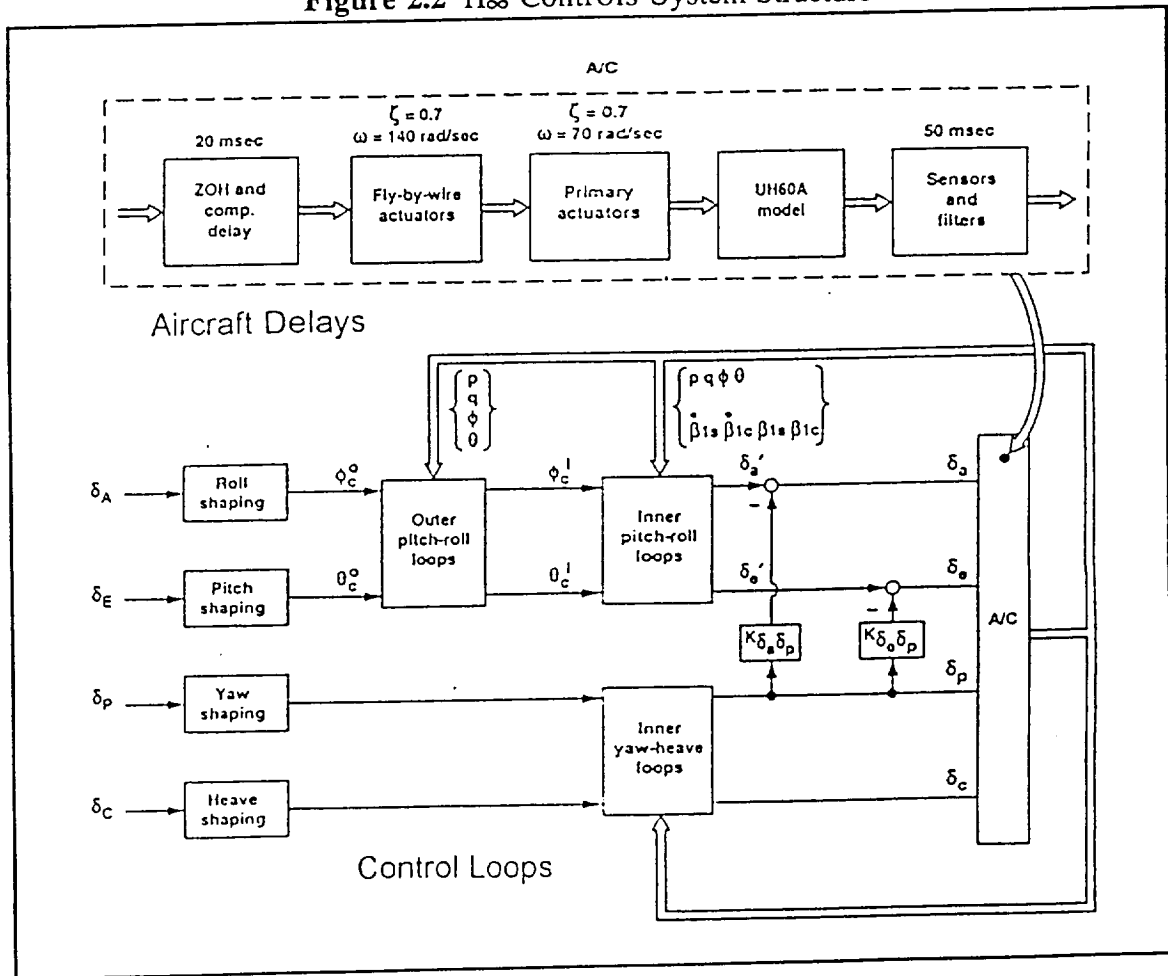 Figure 2.2 H∞ Controls System Structure
A/C
20 msec
ζ = 0.7
ω = 140 rad/sec
ζ = 0.7
ω = 70 rad/sec
50 msec
ZOH and
comp.
delay
Fly-by-wire
actuators
Primary
actuators
UH60A
model
Sensors
and
filters
Aircraft Delays
p
q
ϕ
θ
p q ϕ θ
β̇1s β̇1c β1s β1c
δA
Roll
shaping
ϕc^o
Outer
pitch-roll
loops
ϕc^I
Inner
pitch-roll
loops
δa′
−
δa
δE
Pitch
shaping
θc^o
θc^I
δe′
−
δe
A/C
Kδaδp
Kδeδp
δP
Yaw
shaping
Inner
yaw-heave
loops
δp
δC
Heave
shaping
δc
Control Loops